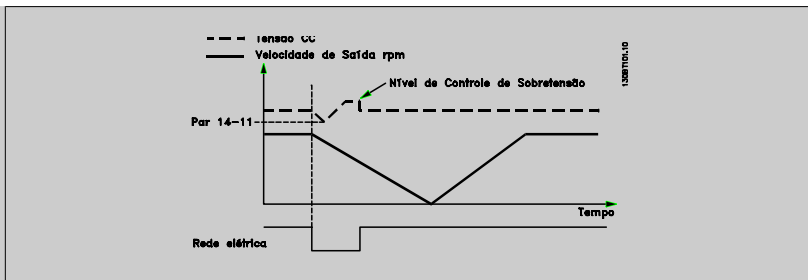 Tensão CC
Velocidade de Saída rpm
Nível de Controle de Sobretensão
Par 14-11
Tempo
Rede elétrica
130BT101.10